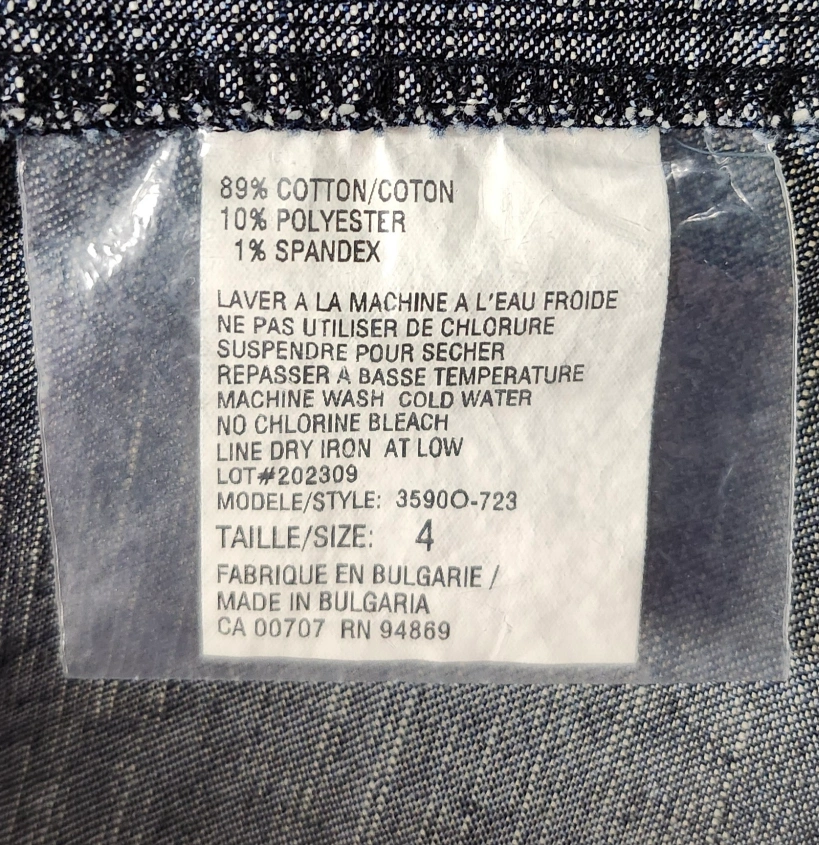 89% COTTON/COTON
10% POLYESTER
1% SPANDEX
LAVER A LA MACHINE A L'EAU FROIDE
NE PAS UTILISER DE CHLORURE
SUSPENDRE POUR SECHER
REPASSER A BASSE TEMPERATURE
MACHINE WASH COLD WATER
NO CHLORINE BLEACH
LINE DRY IRON AT LOW
LOT#202309
MODELE/STYLE: 3590O-723
TAILLE/SIZE: 4
FABRIQUE EN BULGARIE /
MADE IN BULGARIA
CA 00707 RN 94869